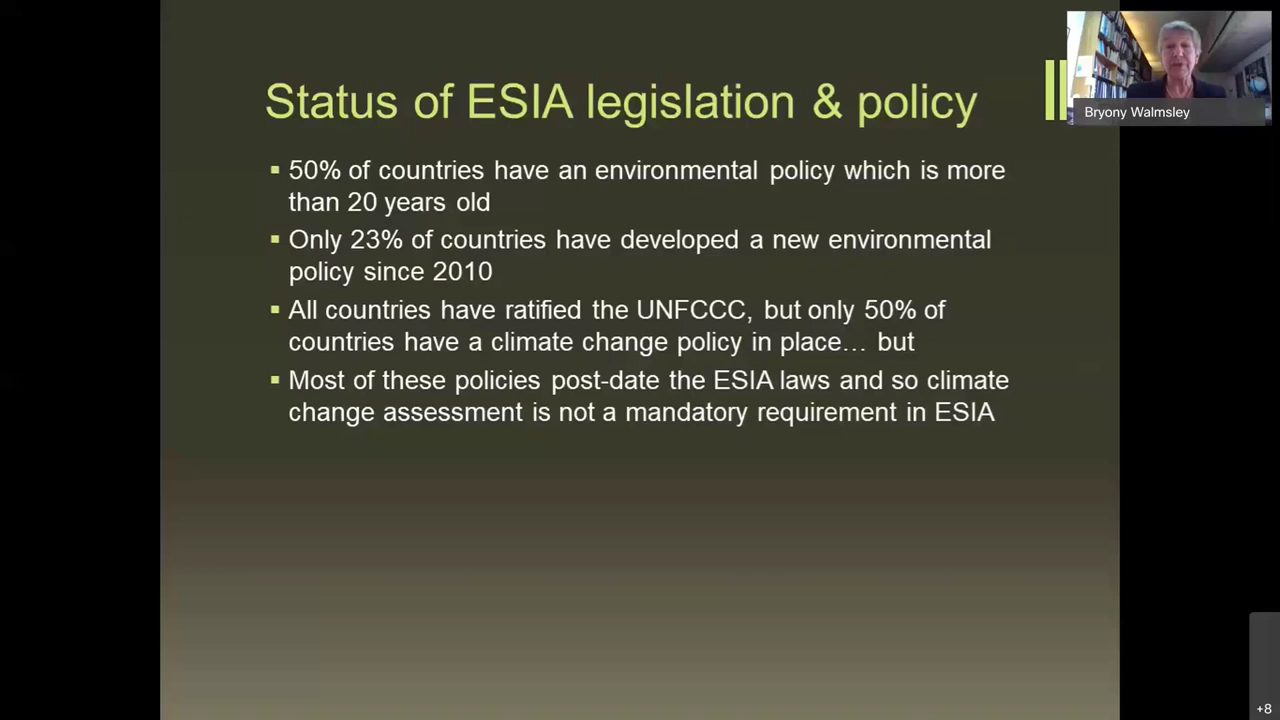 Status of ESIA legislation & policy
Bryony Walmsley
▪ 50% of countries have an environmental policy which is more
than 20 years old
▪ Only 23% of countries have developed a new environmental
policy since 2010
▪ All countries have ratified the UNFCCC, but only 50% of
countries have a climate change policy in place… but
▪ Most of these policies post-date the ESIA laws and so climate
change assessment is not a mandatory requirement in ESIA
+8